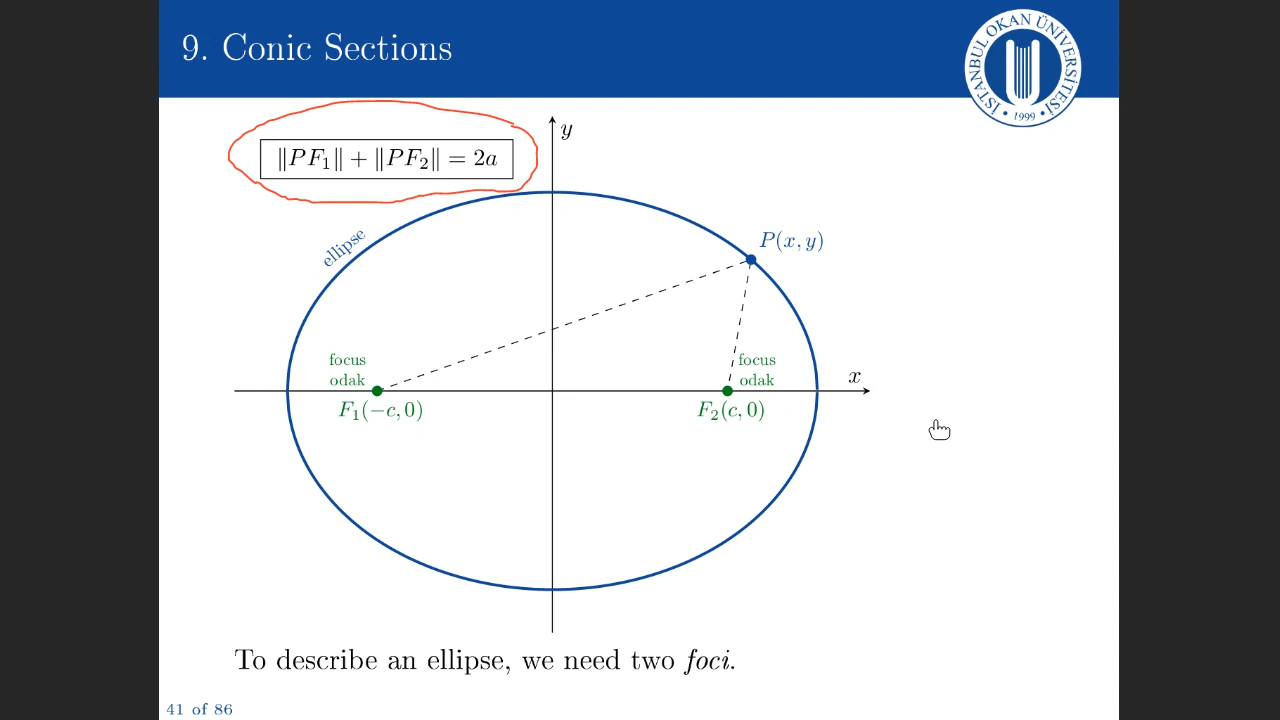 9. Conic Sections
İSTANBUL OKAN ÜNİVERSİTESİ
1999
y
‖PF₁‖ + ‖PF₂‖ = 2a
ellipse
P(x, y)
focus
odak
focus
odak
x
F₁(−c, 0)
F₂(c, 0)
To describe an ellipse, we need two foci.
41 of 86